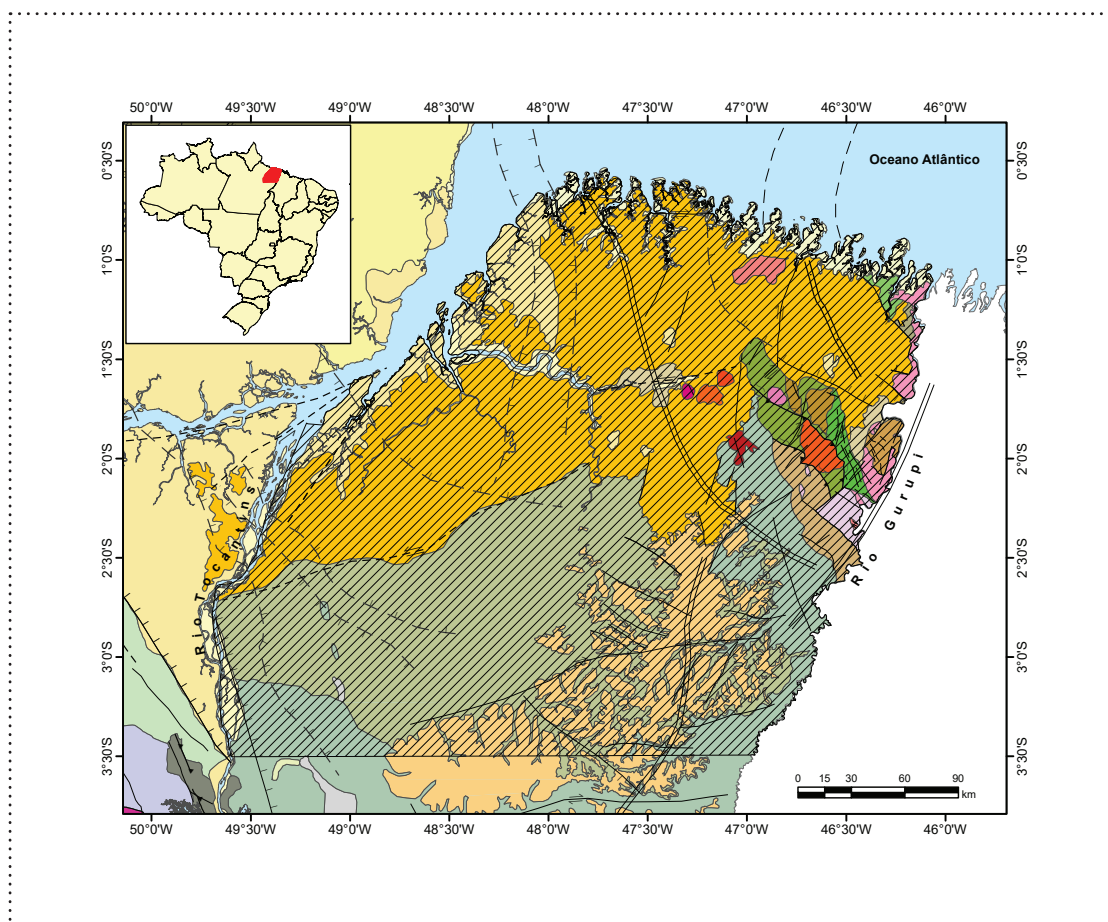 50°0'W 49°30'W 49°0'W 48°30'W 48°0'W 47°30'W 47°0'W 46°30'W 46°0'W
0°30'S 0°30'S
Oceano Atlântico
1°0'S 1°0'S
1°30'S 1°30'S
2°0'S 2°0'S
Rio Tocantins
Rio Gurupi
2°30'S 2°30'S
3°0'S 3°0'S
3°30'S 3°30'S
0 15 30 60 90
km
50°0'W 49°30'W 49°0'W 48°30'W 48°0'W 47°30'W 47°0'W 46°30'W 46°0'W